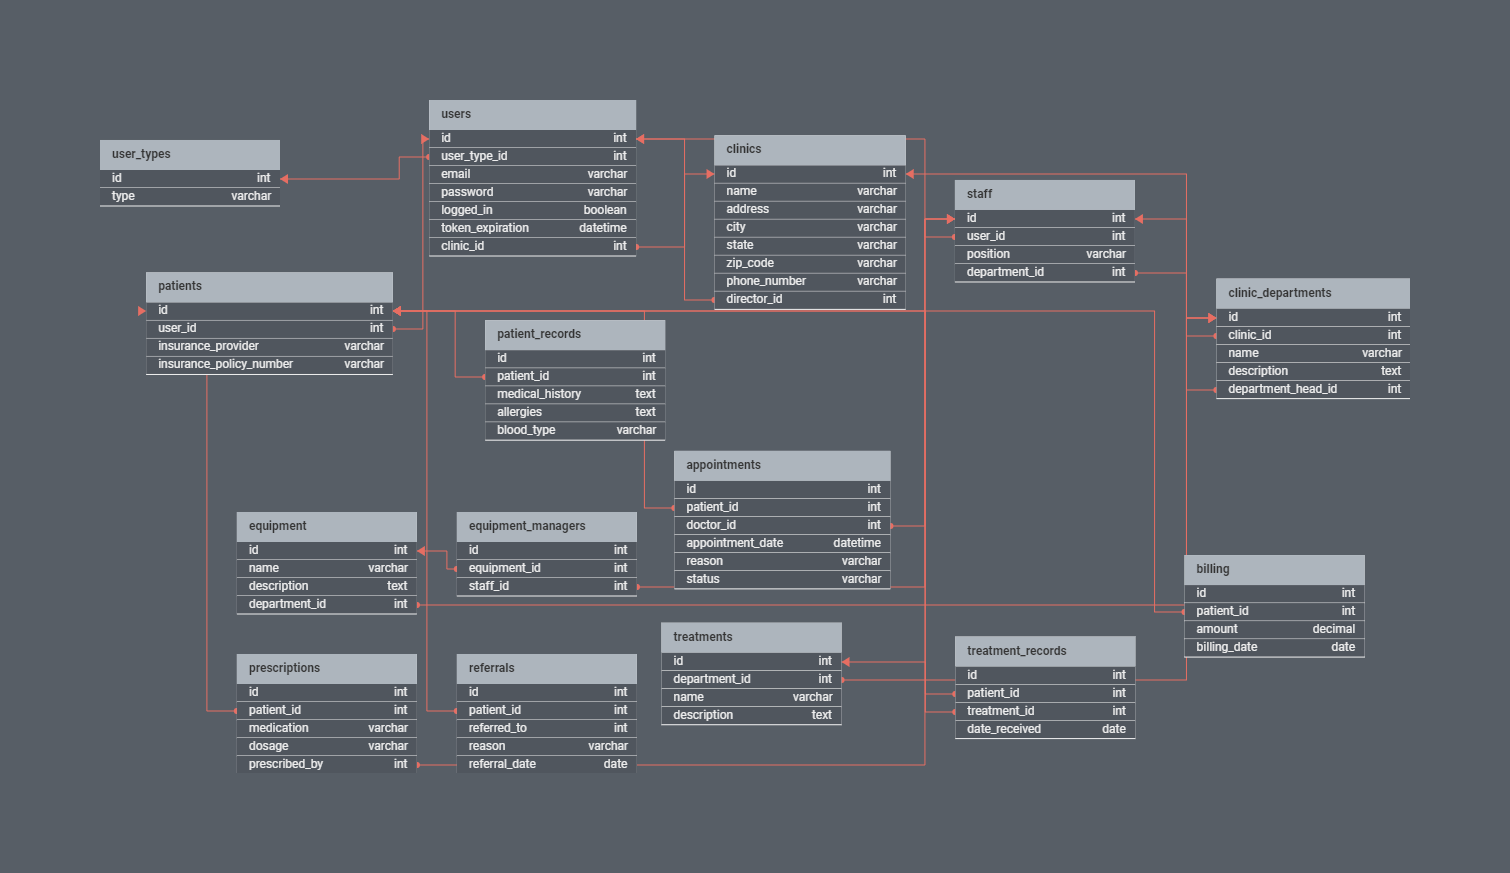 users
id int
user_type_id int
email varchar
password varchar
logged_in boolean
token_expiration datetime
clinic_id int
user_types
id int
type varchar
clinics
id int
name varchar
address varchar
city varchar
state varchar
zip_code varchar
phone_number varchar
director_id int
staff
id int
user_id int
position varchar
department_id int
patients
id int
user_id int
insurance_provider varchar
insurance_policy_number varchar
clinic_departments
id int
clinic_id int
name varchar
description text
department_head_id int
patient_records
id int
patient_id int
medical_history text
allergies text
blood_type varchar
appointments
id int
patient_id int
doctor_id int
appointment_date datetime
reason varchar
status varchar
equipment
id int
name varchar
description text
department_id int
equipment_managers
id int
equipment_id int
staff_id int
billing
id int
patient_id int
amount decimal
billing_date date
treatments
id int
department_id int
name varchar
description text
treatment_records
id int
patient_id int
treatment_id int
date_received date
prescriptions
id int
patient_id int
medication varchar
dosage varchar
prescribed_by int
referrals
id int
patient_id int
referred_to int
reason varchar
referral_date date